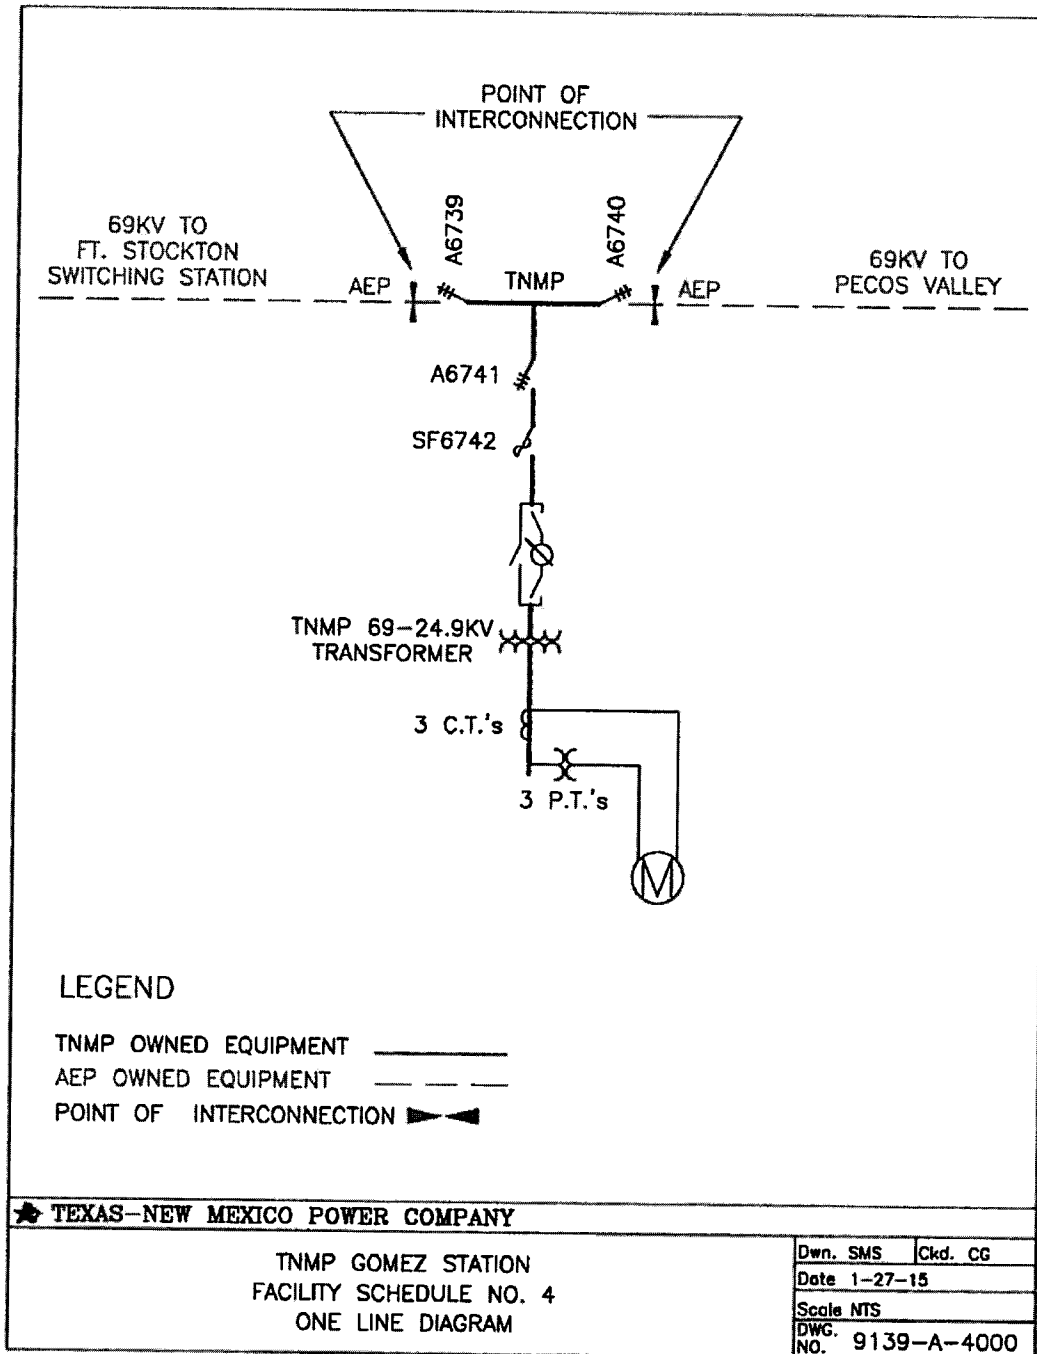 POINT OF
INTERCONNECTION
A6739
A6740
69KV TO
FT. STOCKTON
SWITCHING STATION
AEP
TNMP
AEP
69KV TO
PECOS VALLEY
A6741
SF6742
TNMP 69-24.9KV
TRANSFORMER
3 C.T.'s
3 P.T.'s
M
LEGEND
TNMP OWNED EQUIPMENT
AEP OWNED EQUIPMENT
POINT OF INTERCONNECTION
TEXAS-NEW MEXICO POWER COMPANY
TNMP GOMEZ STATION
FACILITY SCHEDULE NO. 4
ONE LINE DIAGRAM
Dwn. SMS
Ckd. CG
Date 1-27-15
Scale NTS
DWG.
NO. 9139-A-4000